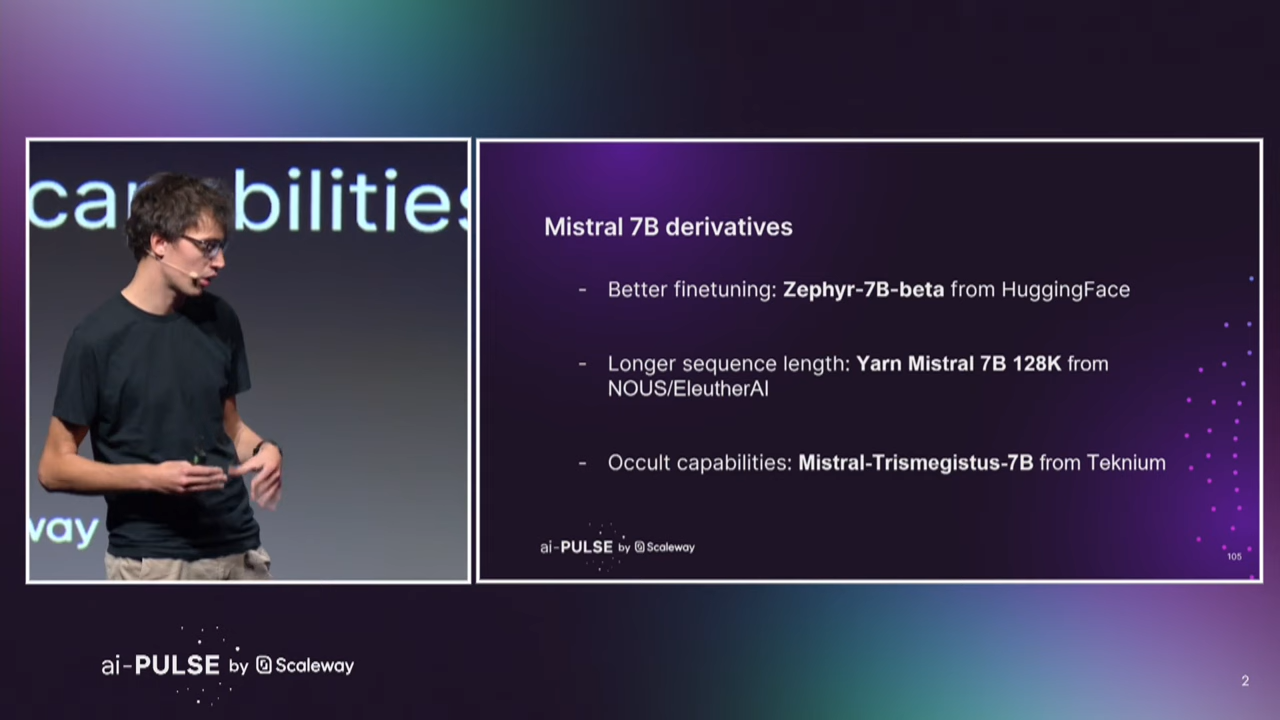 capabilities
way
Mistral 7B derivatives
- Better finetuning: Zephyr-7B-beta from HuggingFace
- Longer sequence length: Yarn Mistral 7B 128K from
NOUS/EleutherAI
- Occult capabilities: Mistral-Trismegistus-7B from Teknium
ai-PULSE by Scaleway
105
ai-PULSE by Scaleway
2